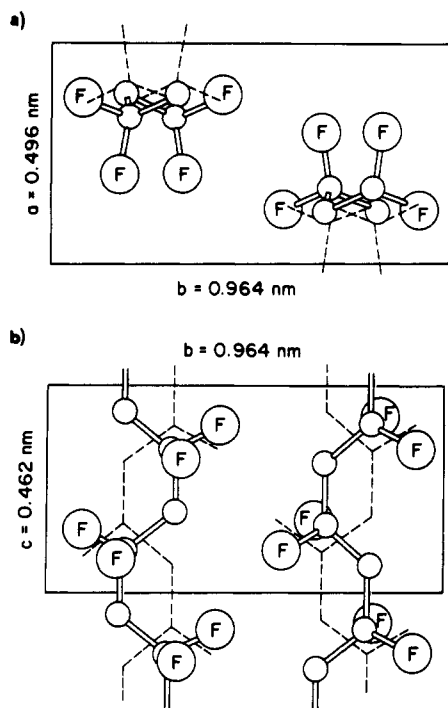 a)
F F
F F
a = 0.496 nm
F F
F F
b = 0.964 nm
b)
b = 0.964 nm
F F
F F
c = 0.462 nm
F F
F F
F F
F F